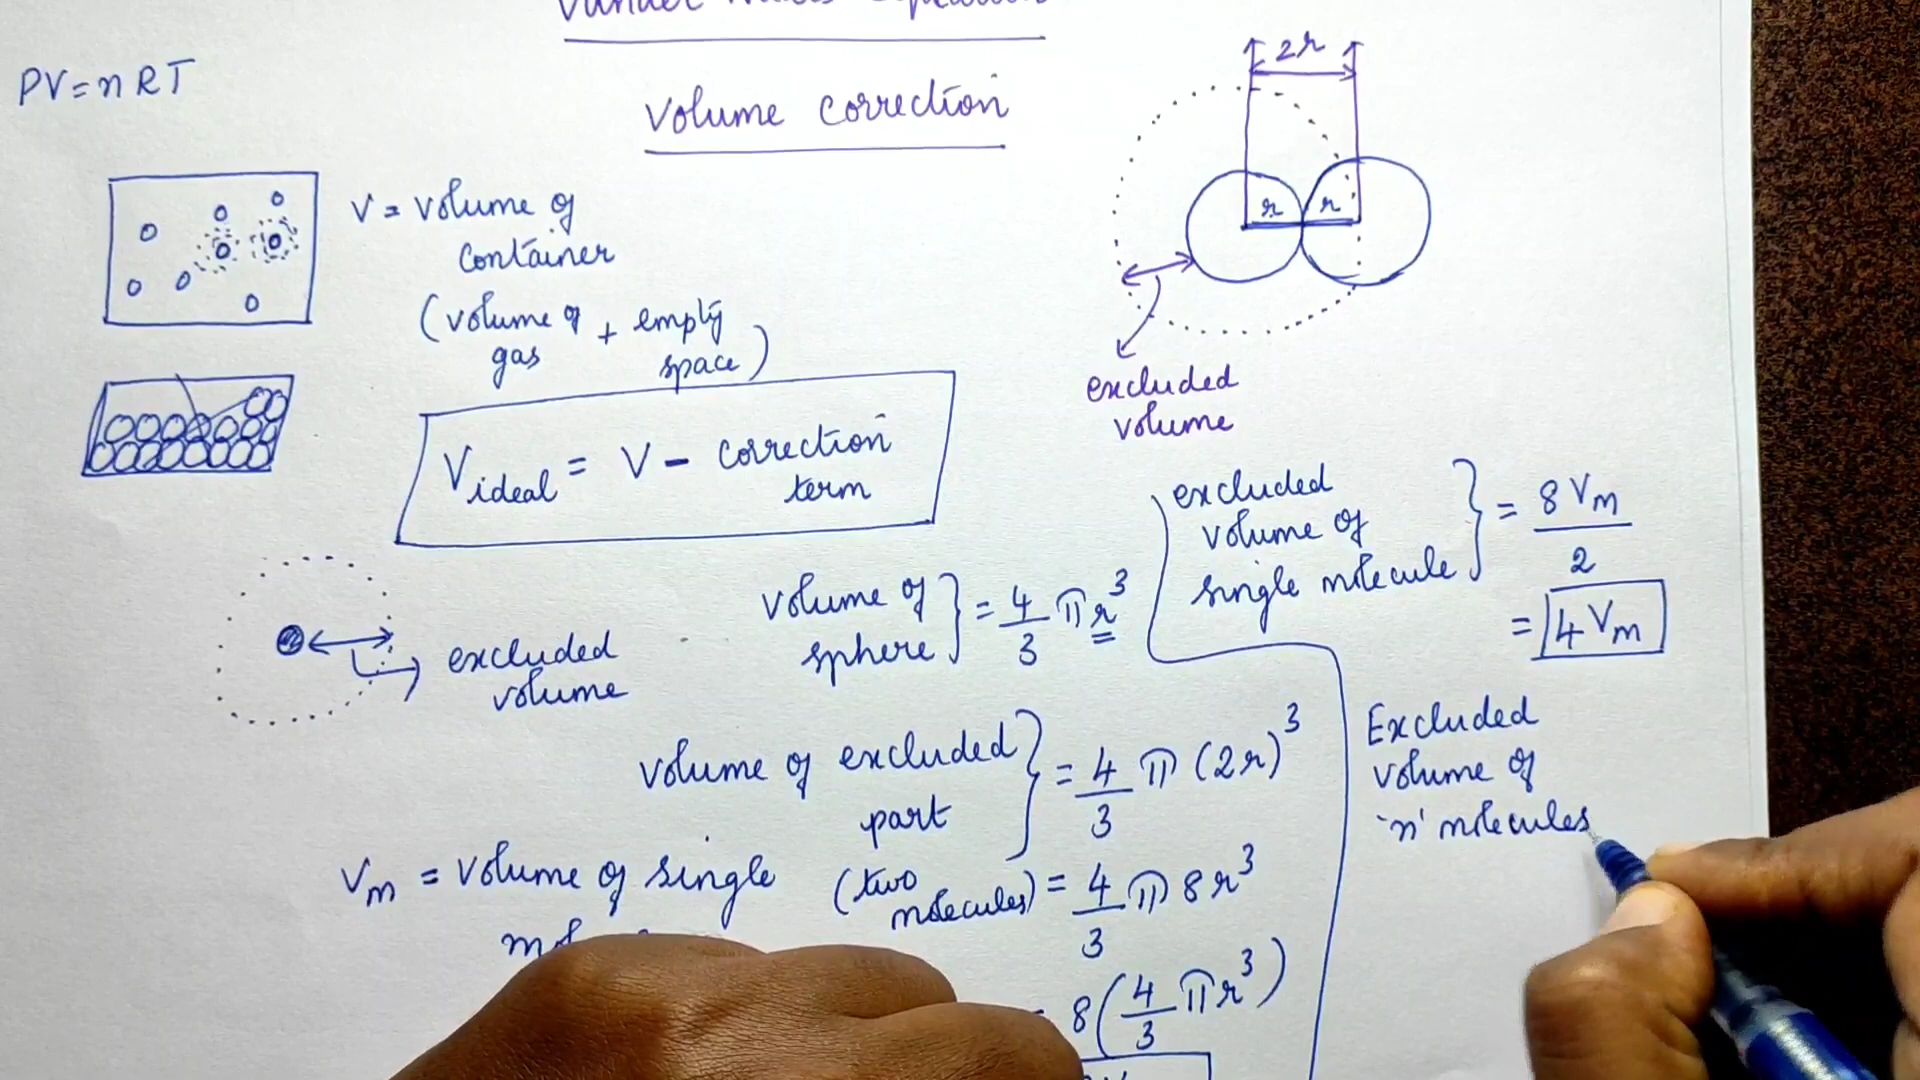 PV = nRT
Volume correction
V = volume of
container
(volume of + empty
gas space)
V ideal = V - correction
term
excluded
volume
volume of } = 4/3 πr³
sphere
volume of excluded } = 4/3 π (2r)³
part
Vm = volume of single
(two
molecules) = 4/3 π 8r³
= 8(4/3 πr³)
2r
r r
excluded
volume
excluded
volume of } = 8Vm/2
single molecule
= 4Vm
Excluded
volume of
'n' molecules